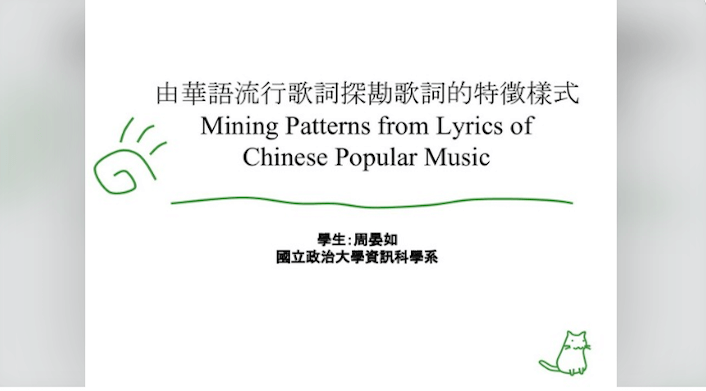 由華語流行歌詞探勘歌詞的特徵樣式
Mining Patterns from Lyrics of
Chinese Popular Music
學生：周晏如
國立政治大學資訊科學系